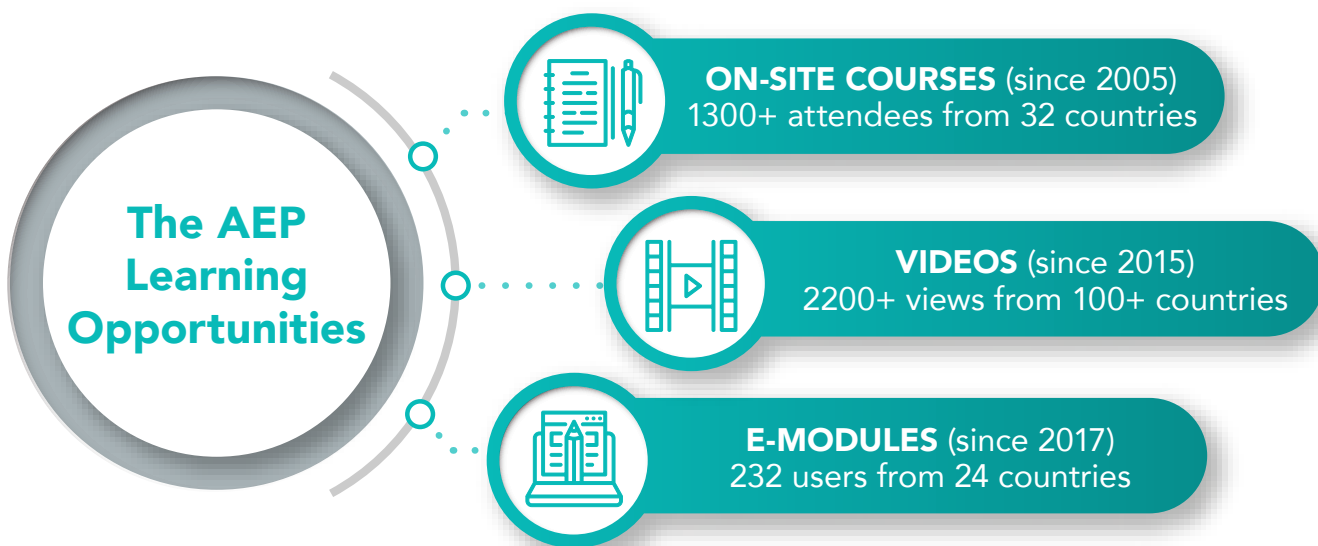 The AEP
Learning
Opportunities
ON-SITE COURSES (since 2005)
1300+ attendees from 32 countries
VIDEOS (since 2015)
2200+ views from 100+ countries
E-MODULES (since 2017)
232 users from 24 countries